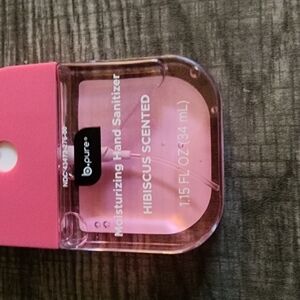 b.pure®
Moisturizing Hand Sanitizer
HIBISCUS SCENTED
1.15 FL OZ (34 mL)